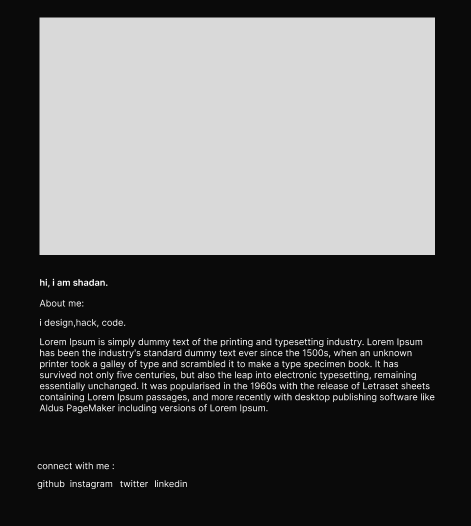 hi, i am shadan.
About me:
i design,hack, code.
Lorem Ipsum is simply dummy text of the printing and typesetting industry. Lorem Ipsum
has been the industry's standard dummy text ever since the 1500s, when an unknown
printer took a galley of type and scrambled it to make a type specimen book. It has
survived not only five centuries, but also the leap into electronic typesetting, remaining
essentially unchanged. It was popularised in the 1960s with the release of Letraset sheets
containing Lorem Ipsum passages, and more recently with desktop publishing software like
Aldus PageMaker including versions of Lorem Ipsum.
connect with me :
github instagram twitter linkedin